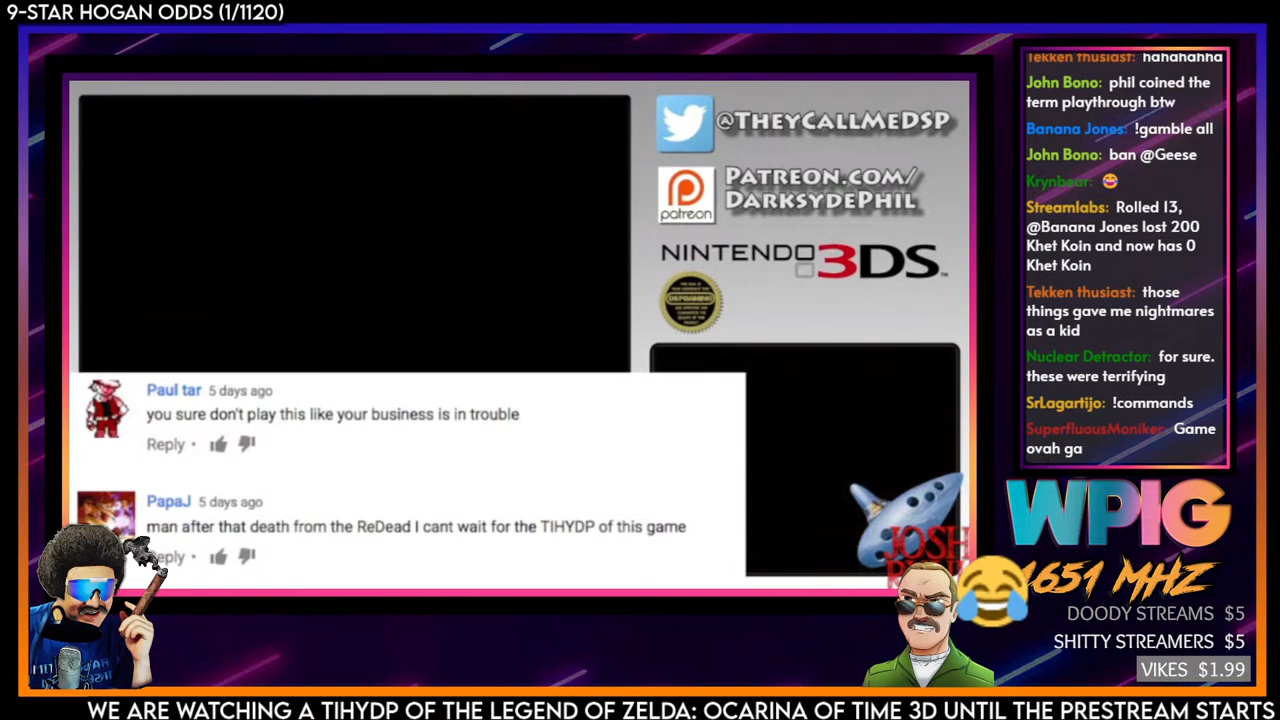 9-STAR HOGAN ODDS (1/1120)
@THEYCALLMEDSP
PATREON.COM/
DARKSYDEPHIL
patreon
NINTENDO 3DS
Paul tar 5 days ago
you sure don't play this like your business is in trouble
Reply •
PapaJ 5 days ago
man after that death from the ReDead I cant wait for the TIHYDP of this game
eply •
JOSH
Tekken thusiast: hahahahha
John Bono: phil coined the
term playthrough btw
Banana Jones: !gamble all
John Bono: ban @Geese
Krynbear: 😂
Streamlabs: Rolled 13,
@Banana Jones lost 200
Khet Koin and now has 0
Khet Koin
Tekken thusiast: those
things gave me nightmares
as a kid
Nuclear Detractor: for sure.
these were terrifying
SrLagartijo: !commands
SuperfluousMoniker: Game
ovah ga
WPIG
1651 MHZ
DOODY STREAMS $5
SHITTY STREAMERS $5
VIKES $1.99
WE ARE WATCHING A TIHYDP OF THE LEGEND OF ZELDA: OCARINA OF TIME 3D UNTIL THE PRESTREAM STARTS